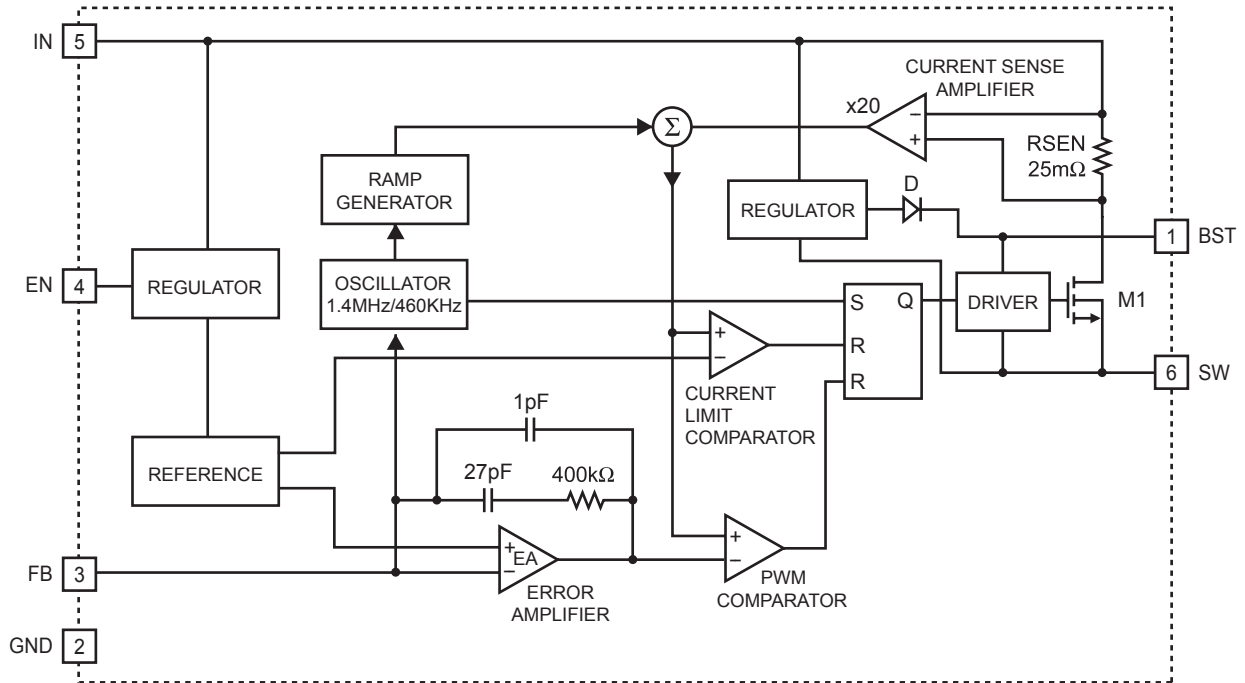 IN 5
CURRENT SENSE
AMPLIFIER
x20
−
+
Σ
RSEN
25mΩ
RAMP
GENERATOR
D
REGULATOR
1 BST
EN 4
REGULATOR
OSCILLATOR
1.4MHz/460KHz
S Q
DRIVER
M1
+
−
R
R
6 SW
CURRENT
LIMIT
COMPARATOR
1pF
REFERENCE
27pF 400kΩ
+
EA
−
+
−
FB 3
ERROR
AMPLIFIER
PWM
COMPARATOR
GND 2